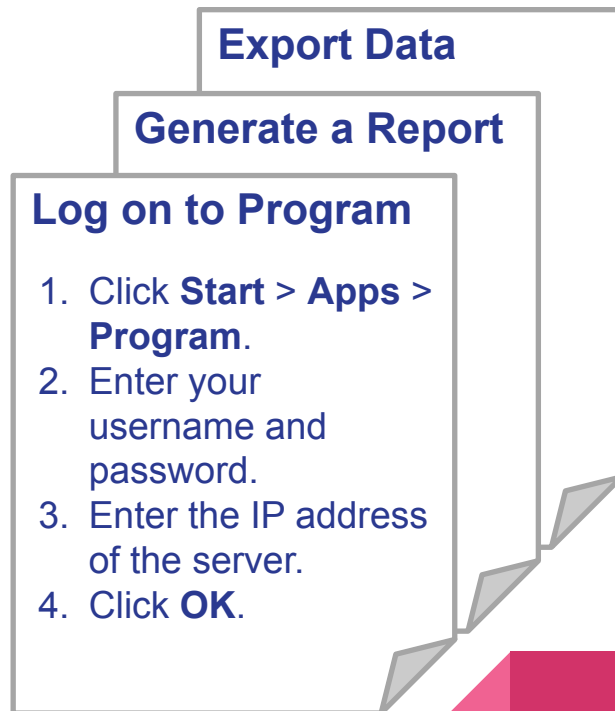 Export Data
Generate a Report
Log on to Program
1. Click Start > Apps >
Program.
2. Enter your
username and
password.
3. Enter the IP address
of the server.
4. Click OK.